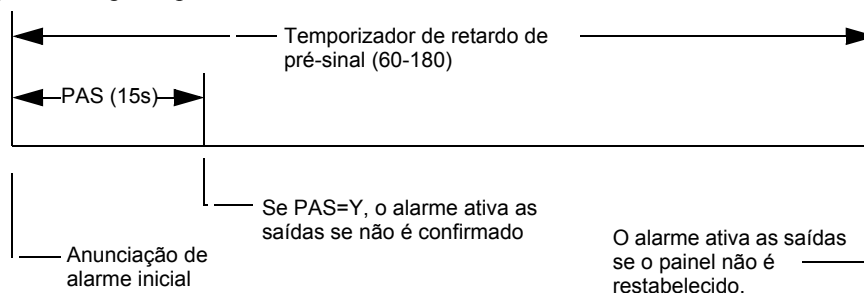 Temporizador de retardo de
pré-sinal (60-180)
PAS (15s)
Se PAS=Y, o alarme ativa as
saídas se não é confirmado
Anunciação de
alarme inicial
O alarme ativa as saídas
se o painel não é
restabelecido.